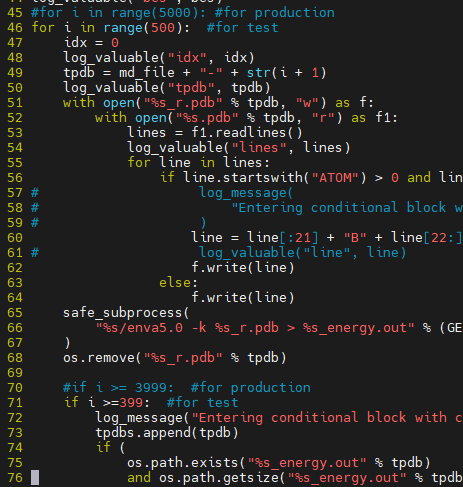 45 #for i in range(5000): #for production
46 for i in range(500):  #for test
47     idx = 0
48     log_valuable("idx", idx)
49     tpdb = md_file + "-" + str(i + 1)
50     log_valuable("tpdb", tpdb)
51     with open("%s_r.pdb" % tpdb, "w") as f:
52         with open("%s.pdb" % tpdb, "r") as f1:
53             lines = f1.readlines()
54             log_valuable("lines", lines)
55             for line in lines:
56                 if line.startswith("ATOM") > 0 and lin
57 #                    log_message(
58 #                        "Entering conditional block w
59 #                    )
60                     line = line[:21] + "B" + line[22:]
61 #                    log_valuable("line", line)
62                     f.write(line)
63                 else:
64                     f.write(line)
65     safe_subprocess(
66         "%s/enva5.0 -k %s_r.pdb > %s_energy.out" % (GE
67     )
68     os.remove("%s_r.pdb" % tpdb)
69
70     #if i >= 3999:  #for production
71     if i >=399:  #for test
72         log_message("Entering conditional block with c
73         tpdbs.append(tpdb)
74         if (
75             os.path.exists("%s_energy.out" % tpdb)
76             and os.path.getsize("%s_energy.out" % tpdb